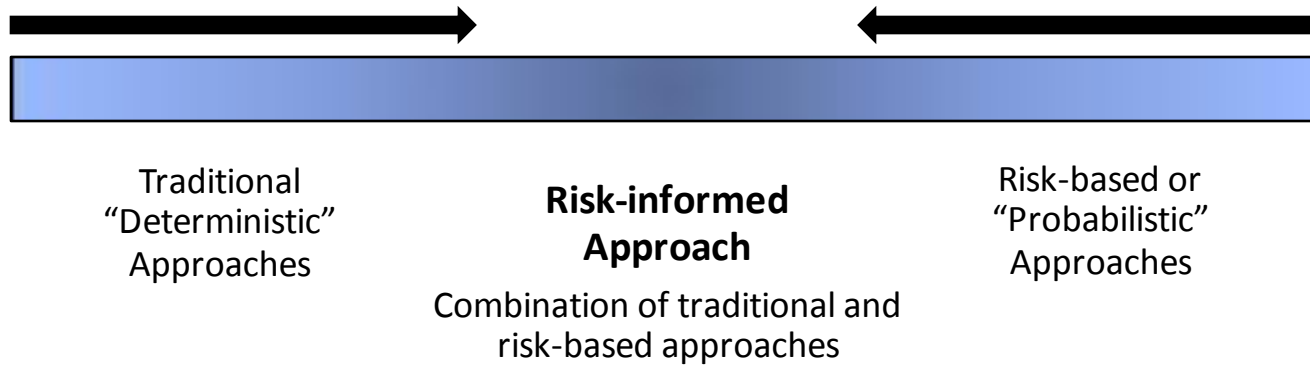 Traditional
“Deterministic”
Approaches
Risk-informed
Approach
Combination of traditional and
risk-based approaches
Risk-based or
“Probabilistic”
Approaches